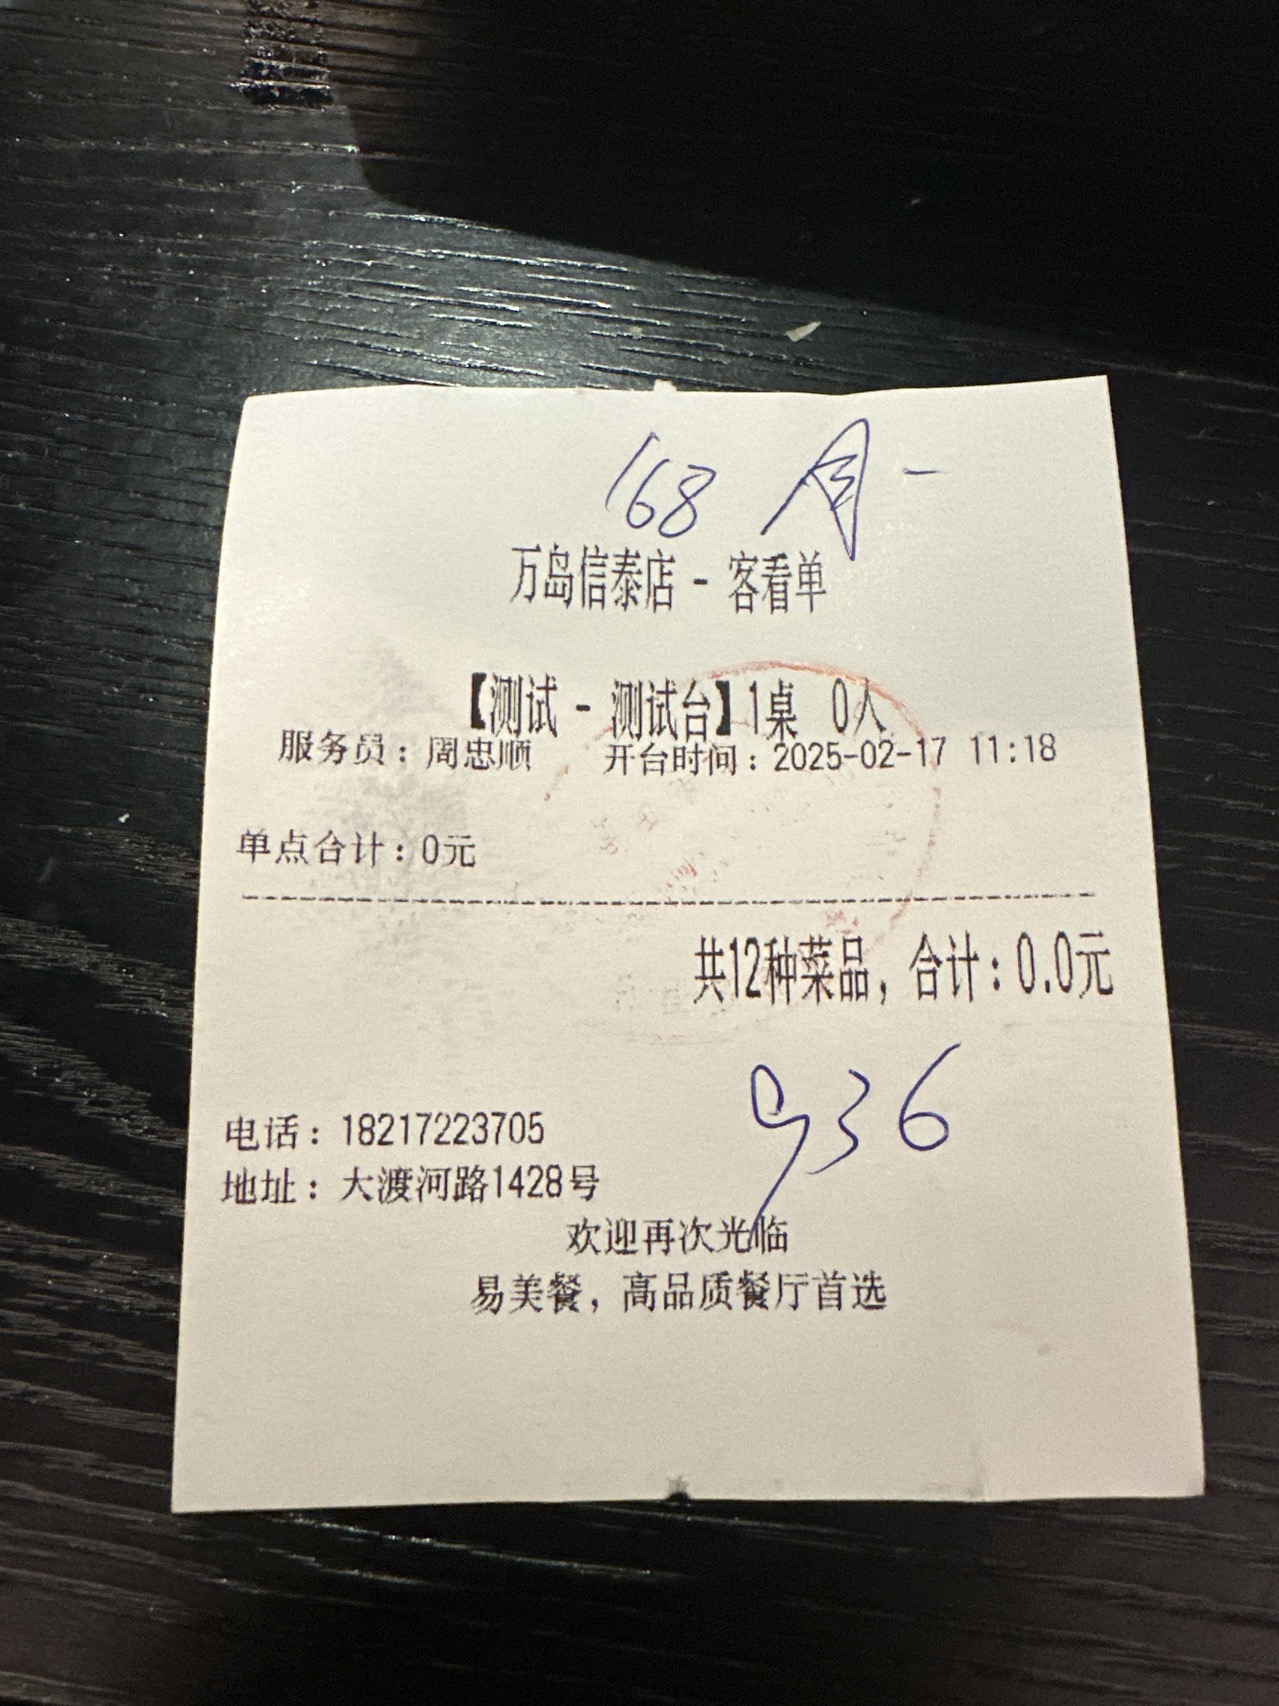 168
万岛信泰店 - 客看单
【测试 - 测试台】1桌 0人
服务员：周忠顺 开台时间：2025-02-17 11:18
单点合计：0元
共12种菜品，合计：0.0元
936
电话：18217223705
地址：大渡河路1428号
欢迎再次光临
易美餐，高品质餐厅首选